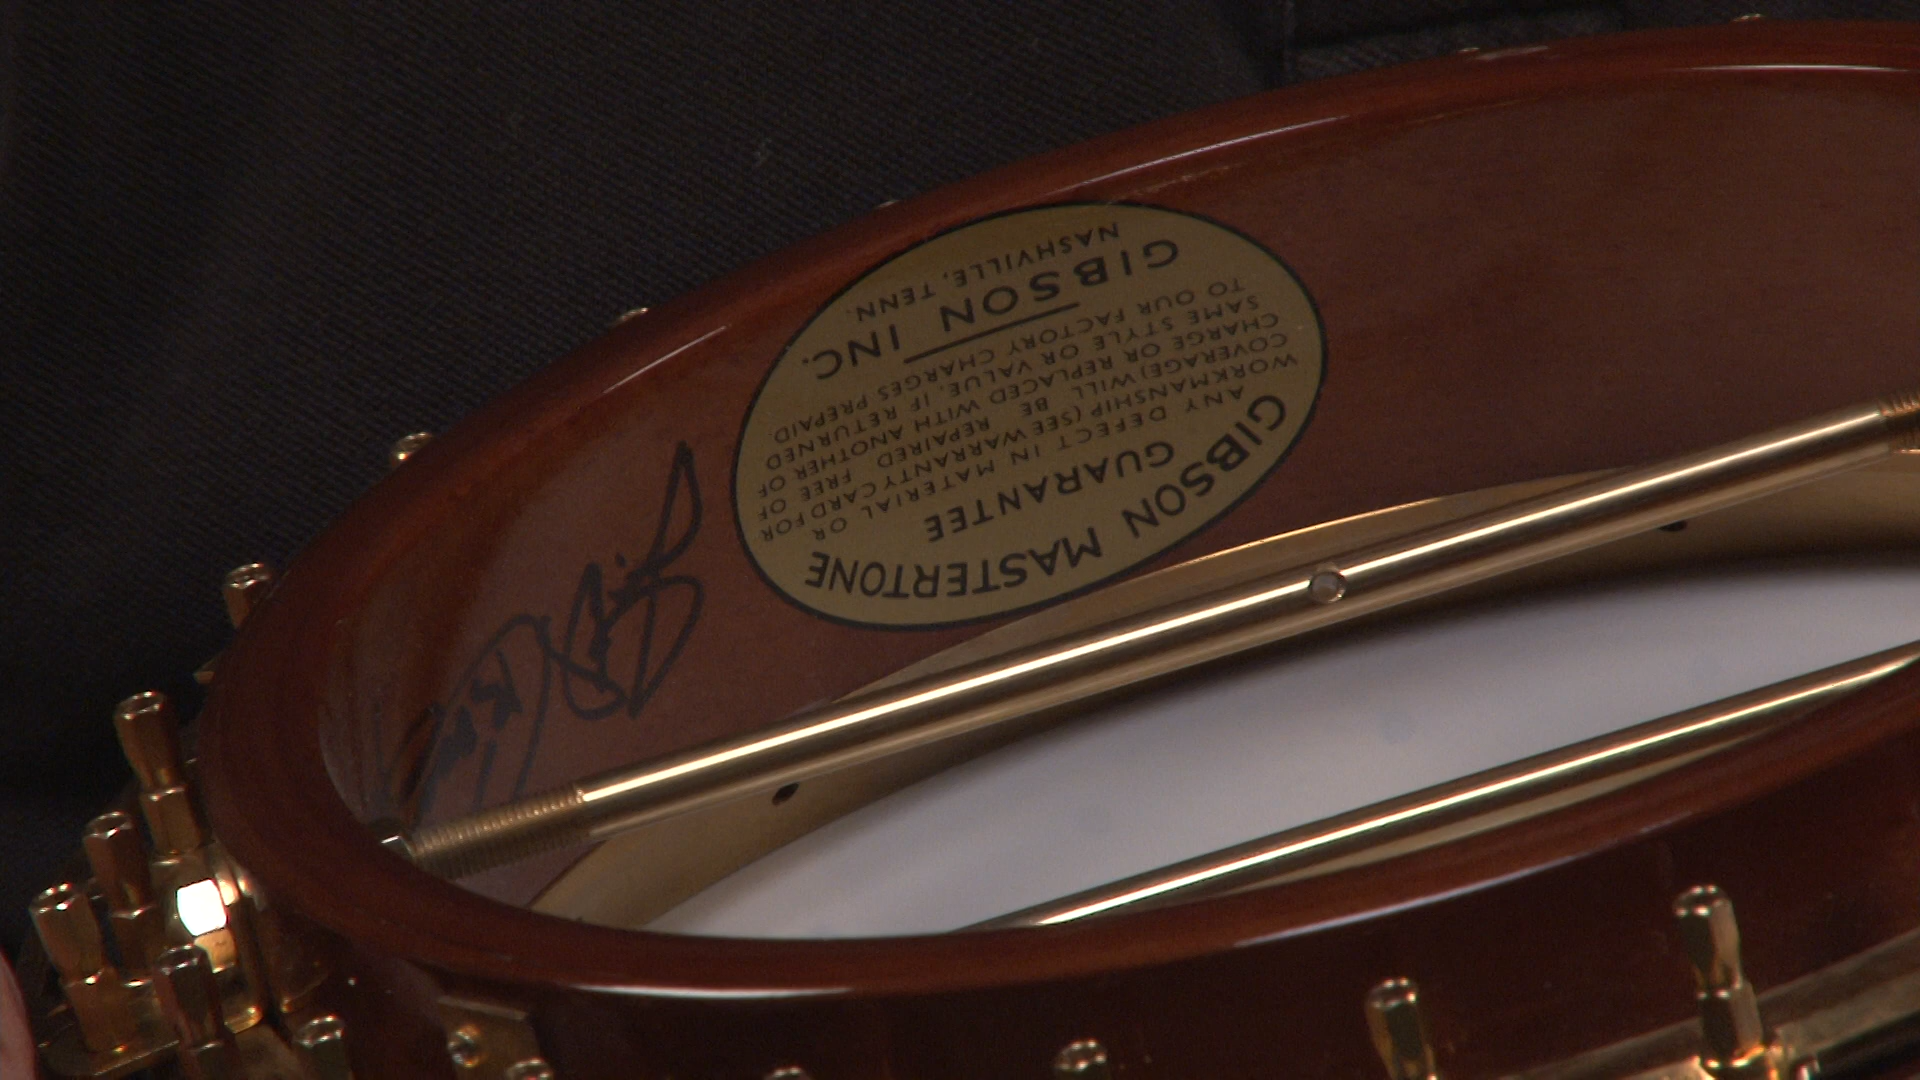 GIBSON MASTERTONE
GUARANTEE
ANY DEFECT IN MATERIAL OR
WORKMANSHIP (SEE WARRANTY CARD FOR
COVERAGE) WILL BE REPAIRED FREE OF
CHARGE OR REPLACED WITH ANOTHER OF
SAME STYLE OR VALUE, IF RETURNED
TO OUR FACTORY CHARGES PREPAID.
GIBSON INC.
NASHVILLE, TENN.